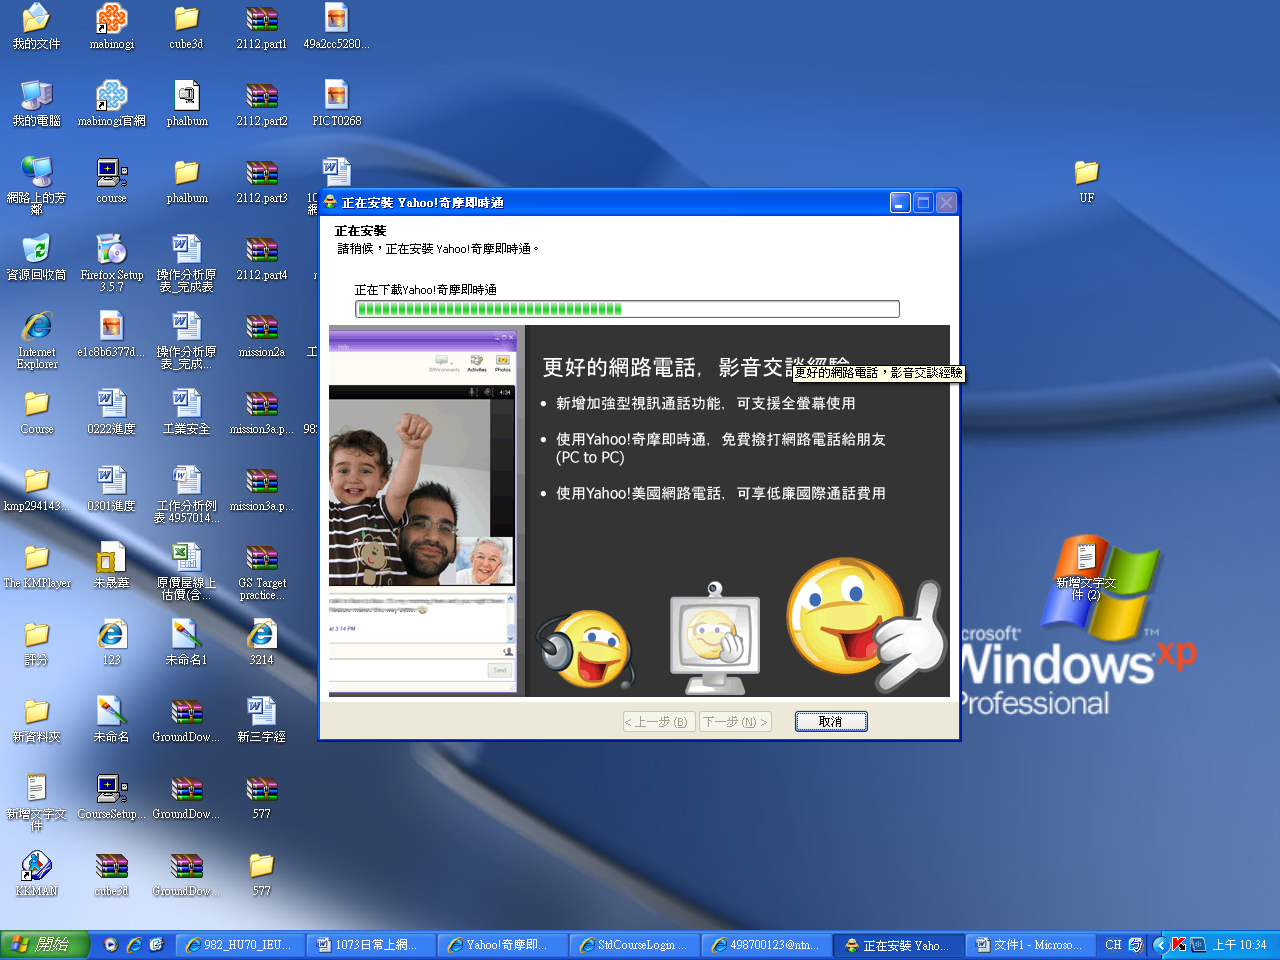 我的文件
mabinogi
cube3d
2112.part1
49a2cc5280...
我的電腦
mabinogi官網
phalbum
2112.part2
PICT0268
網路上的芳鄰
course
phalbum
2112.part3
UF
資源回收筒
Firefox Setup 3.5.7
操作分析原表_完成表
2112.part4
Internet Explorer
e1c8b6377d...
操作分析原表_完成...
mission2a
Course
0222進度
工業安全
mission3a.p...
kmp294143...
0301進度
工作分析例表 4957014...
mission3a.p...
The KMPlayer
朱晟蓁
原價屋線上估價(含...
GS Target practice...
評分
123
未命名1
3214
新資料夾
未命名
GroundDow...
新三字經
新增文字文件
CourseSetup...
GroundDow...
577
KKMAN
cube3d
GroundDow...
577
正在安裝 Yahoo!奇摩即時通
正在安裝
請稍候，正在安裝 Yahoo!奇摩即時通。
正在下載Yahoo!奇摩即時通
Help
Activities
Photos
4:34
at 3:14 PM
Send
更好的網路電話，影音交談經驗
更好的網路電話，影音交談經驗
• 新增加強型視訊通話功能，可支援全螢幕使用
• 使用Yahoo!奇摩即時通，免費撥打網路電話給朋友
(PC to PC)
• 使用Yahoo!美國網路電話，可享低廉國際通話費用
< 上一步 (B)
下一步 (N) >
取消
新增文字文件 (2)
crosoft®
Windows xp
Professional
開始
982_HU70_IEU...
1073日常上網...
Yahoo!奇摩即...
StdCourseLogin ...
498700123@ntn...
正在安裝 Yaho...
文件1 - Microso...
CH
上午 10:34